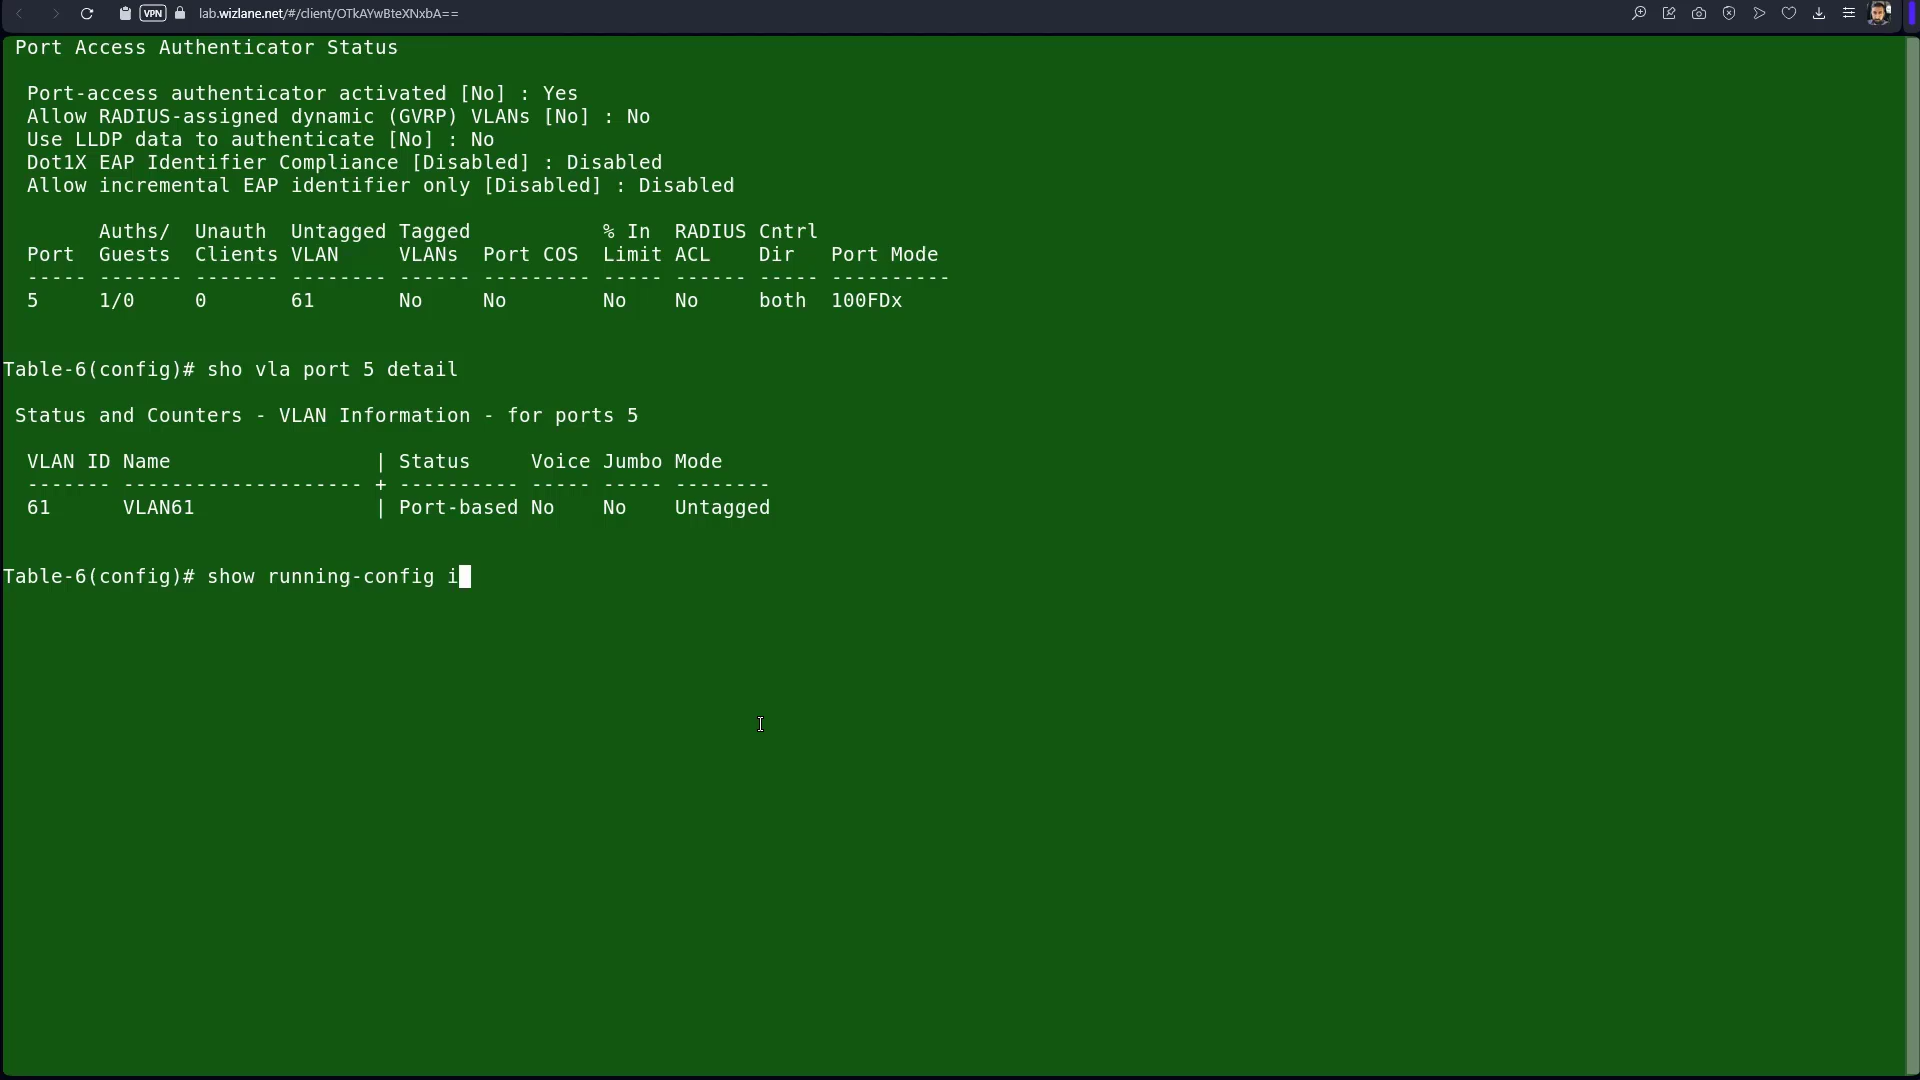 VPN lab.wizlane.net/#/client/OTkAYwBteXNxbA==
Port Access Authenticator Status
Port-access authenticator activated [No] : Yes
Allow RADIUS-assigned dynamic (GVRP) VLANs [No] : No
Use LLDP data to authenticate [No] : No
Dot1X EAP Identifier Compliance [Disabled] : Disabled
Allow incremental EAP identifier only [Disabled] : Disabled
      Auths/  Unauth  Untagged Tagged           % In  RADIUS Cntrl
Port  Guests  Clients VLAN     VLANs  Port COS  Limit ACL    Dir   Port Mode
----- ------- ------- -------- ------ --------- ----- ------ ----- ----------
5     1/0     0       61       No     No        No    No     both  100FDx
Table-6(config)# sho vla port 5 detail
Status and Counters - VLAN Information - for ports 5
VLAN ID Name                 | Status     Voice Jumbo Mode
------- -------------------- + ---------- ----- ----- --------
61      VLAN61               | Port-based No    No    Untagged
Table-6(config)# show running-config i